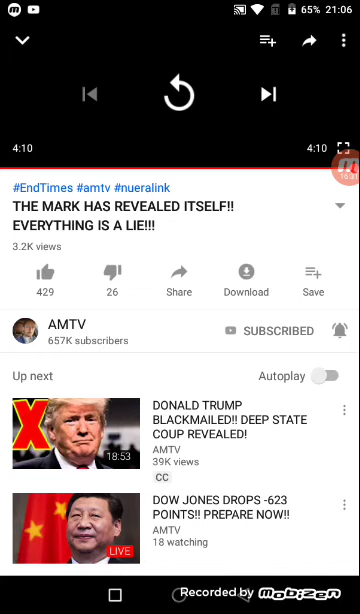 65% 21:06
4:10 4:10
16:31
#EndTimes #amtv #nueralink
THE MARK HAS REVEALED ITSELF!!
EVERYTHING IS A LIE!!!
3.2K views
429 26 Share Download Save
AMTV
657K subscribers
SUBSCRIBED
Up next Autoplay
DONALD TRUMP
BLACKMAILED!! DEEP STATE
COUP REVEALED!
AMTV
39K views
CC
X
18:53
DOW JONES DROPS -623
POINTS!! PREPARE NOW!!
AMTV
18 watching
LIVE
Recorded by Mobizen